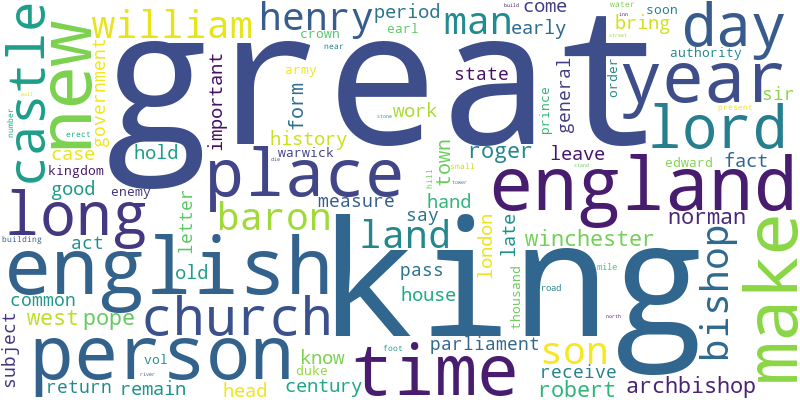 great
king
england
english
person
place
time
year
lord
day
make
long
new
castle
church
land
baron
bishop
son
man
william
henry
period
earl
early
come
bring
soon
build
water
inn
street
crown
near
army
state
general
authority
order
prince
sir
present
number
null
erect
government
important
form
history
work
stone
case
hold
kingdom
enemy
good
warwick
die
measure
roger
town
hill
small
tower
leave
edward
fact
stand
norman
hand
say
letter
act
building
old
common
west
pope
subject
vol
return
remain
head
know
duke
century
river
pass
house
foot
parliament
london
late
winchester
thousand
mile
road
north
receive
robert
archbishop